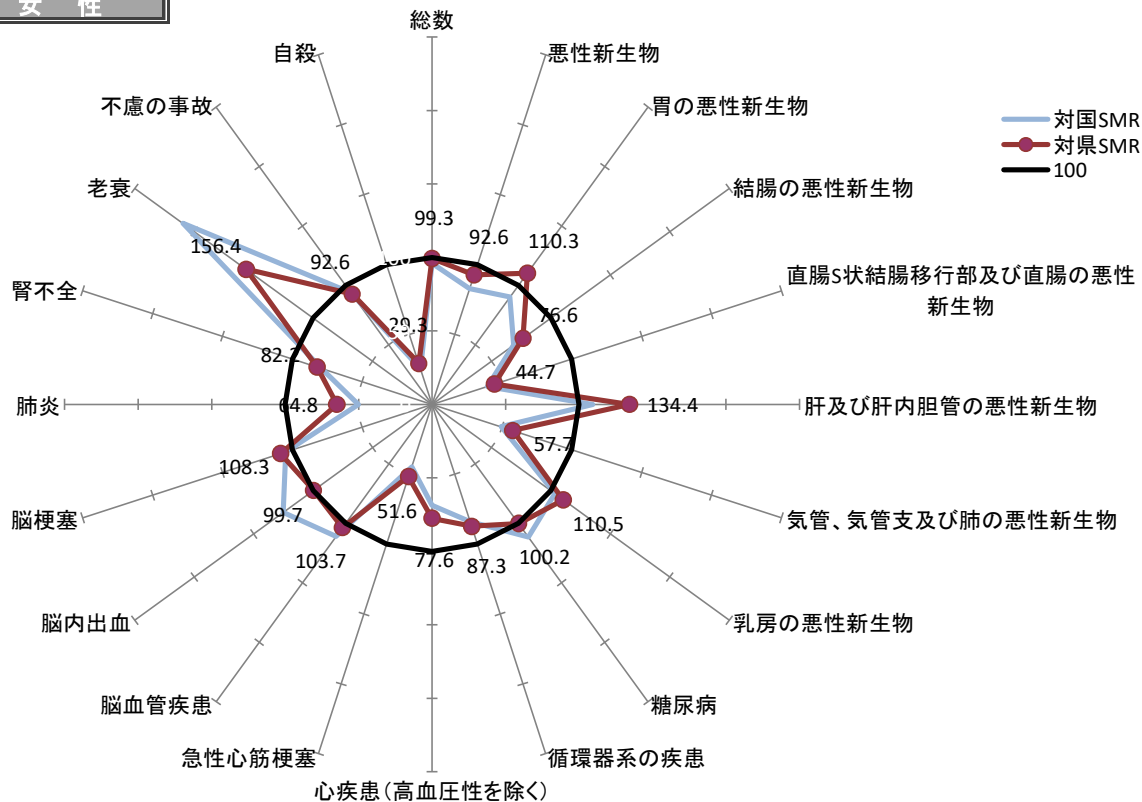 女 性
総数
自殺
悪性新生物
不慮の事故
胃の悪性新生物
対国SMR
対県SMR
100
老衰
結腸の悪性新生物
99.3
92.6
110.3
156.4
92.6
腎不全
直腸S状結腸移行部及び直腸の悪性
新生物
76.6
29.3
82.2
44.7
肺炎
64.8
134.4
肝及び肝内胆管の悪性新生物
57.7
108.3
脳梗塞
99.7
51.6
110.5
気管、気管支及び肺の悪性新生物
103.7
77.6
87.3
100.2
脳内出血
乳房の悪性新生物
脳血管疾患
糖尿病
急性心筋梗塞
循環器系の疾患
心疾患(高血圧性を除く)